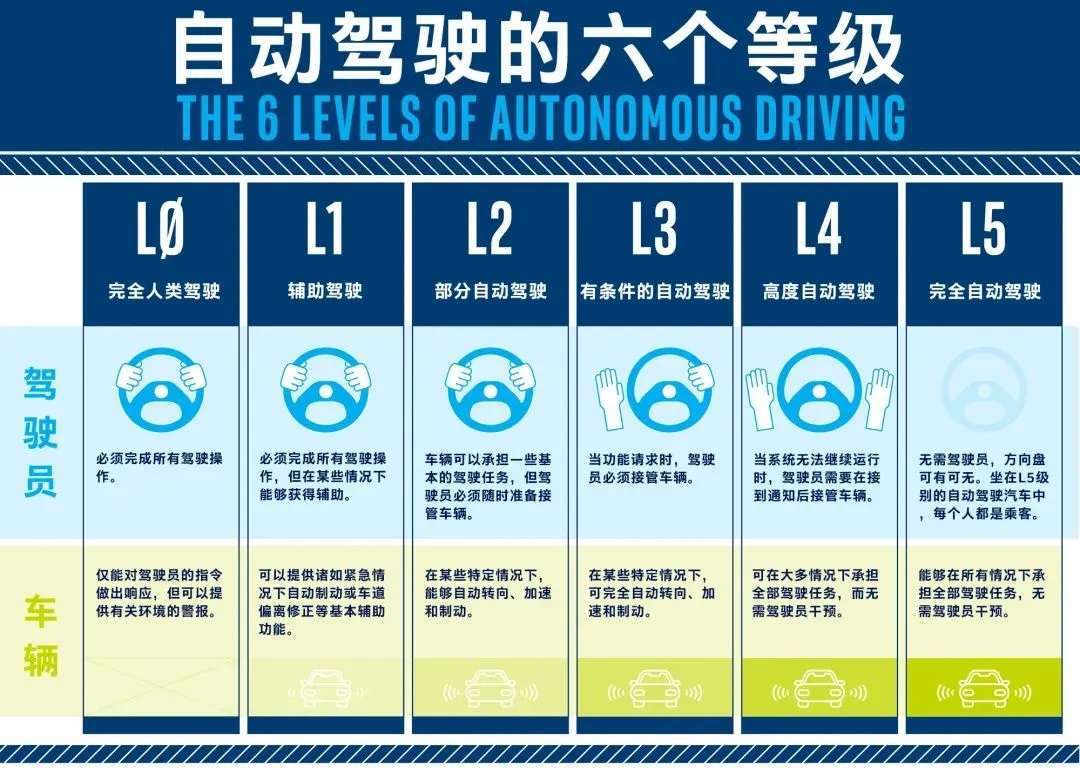 自动驾驶的六个等级
THE 6 LEVELS OF AUTONOMOUS DRIVING
L0
完全人类驾驶
L1
辅助驾驶
L2
部分自动驾驶
L3
有条件的自动驾驶
L4
高度自动驾驶
L5
完全自动驾驶
驾驶员
必须完成所有驾驶操
作。
必须完成所有驾驶操
作，但在某些情况下
能够获得辅助。
车辆可以承担一些基
本的驾驶任务，但驾
驶员必须随时准备接
管车辆。
当功能请求时，驾驶
员必须接管车辆。
当系统无法继续运行
时，驾驶员需要在接
到通知后接管车辆。
无需驾驶员，方向盘
可有可无。坐在L5级
别的自动驾驶汽车中
，每个人都是乘客。
车辆
仅能对驾驶员的指令
做出响应，但可以提
供有关环境的警报。
可以提供诸如紧急情
况下自动制动或车道
偏离修正等基本辅助
功能。
在某些特定情况下，
能够自动转向、加速
和制动。
在某些特定情况下，
可完全自动转向、加
速和制动。
可在大多情况下承担
全部驾驶任务，而无
需驾驶员干预。
能够在所有情况下承
担全部驾驶任务，无
需驾驶员干预。